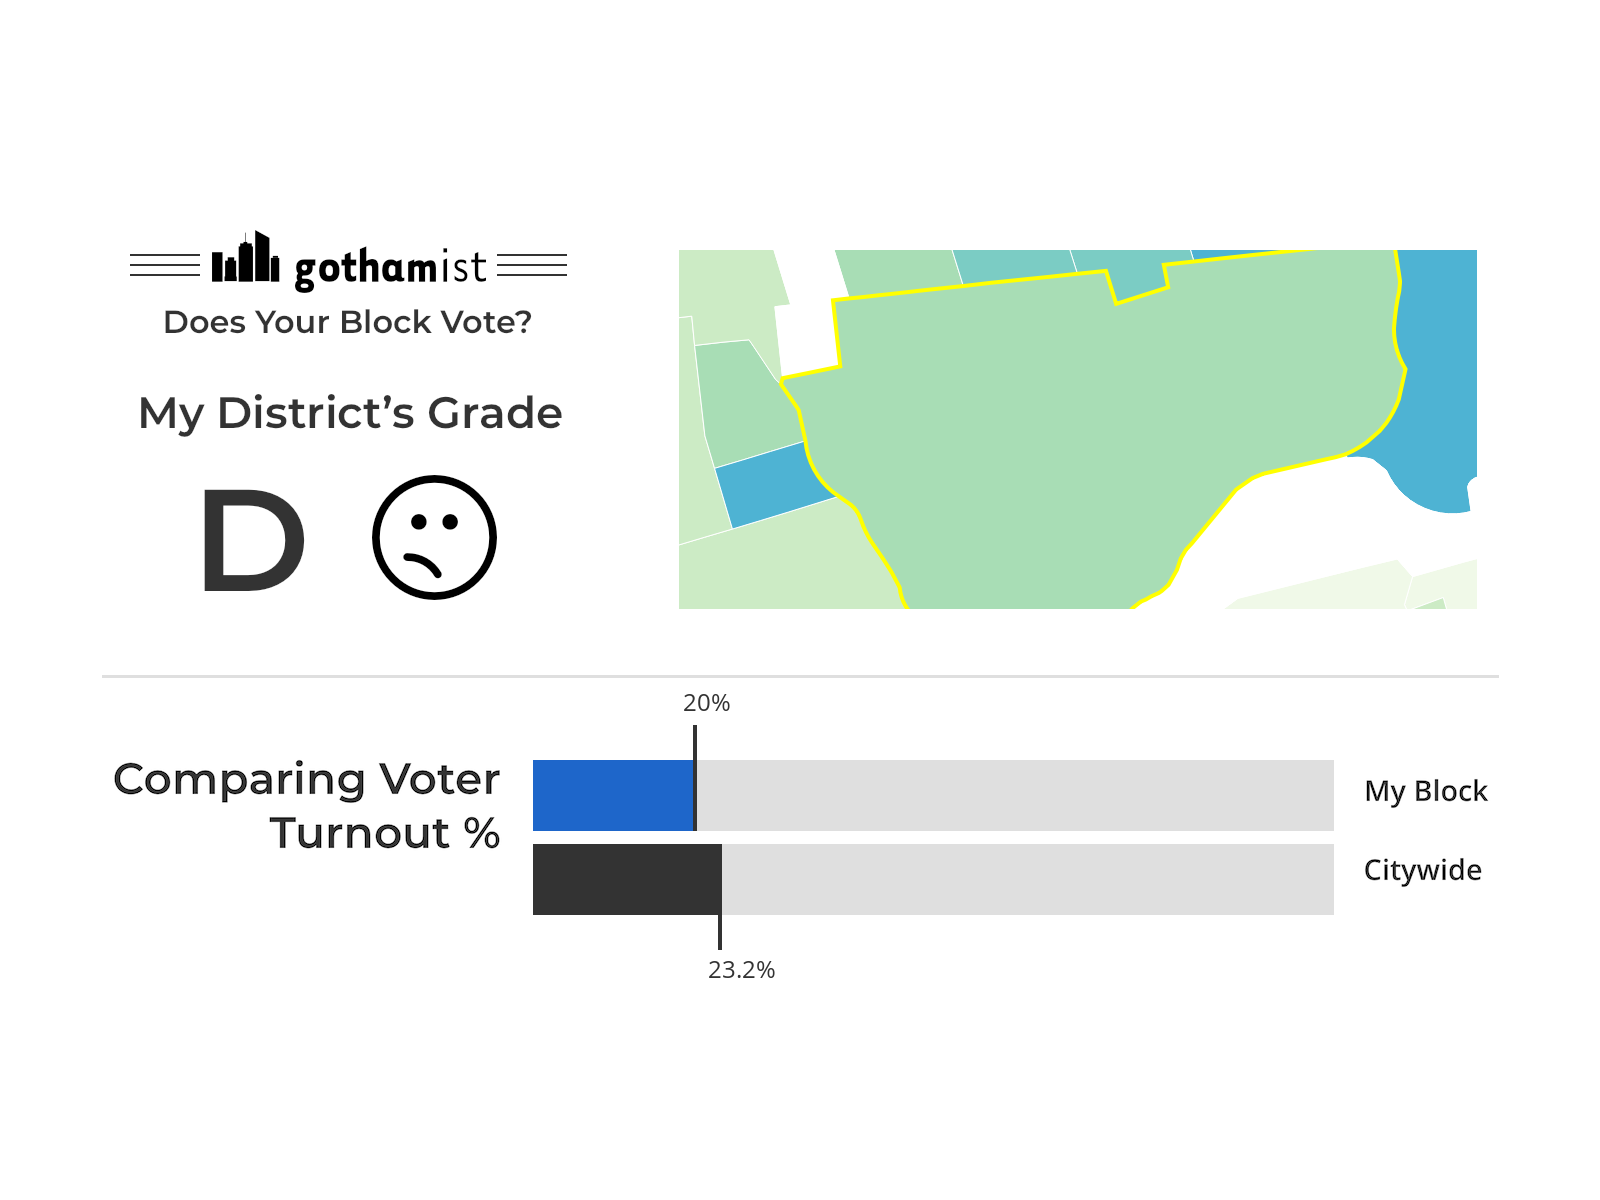 gothamist
Does Your Block Vote?
My District’s Grade
D
20%
Comparing Voter
Turnout %
My Block
Citywide
23.2%